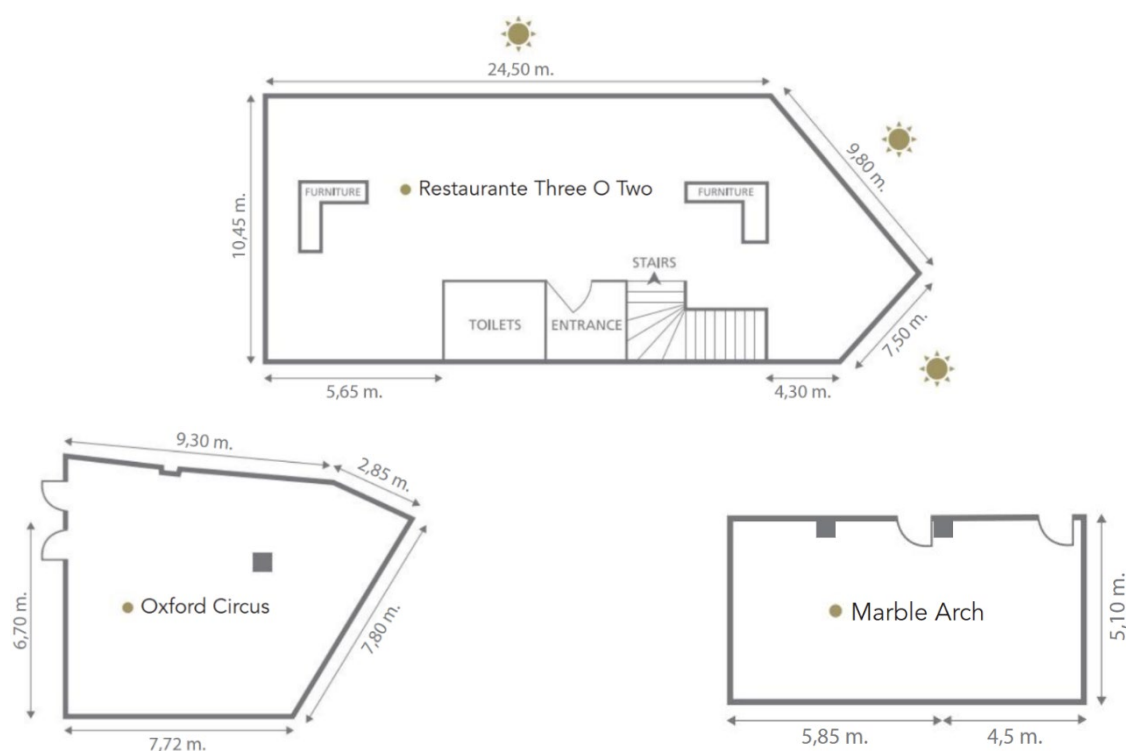 24,50 m.
9,80 m.
10,45 m.
FURNITURE
Restaurante Three O Two
FURNITURE
STAIRS
TOILETS
ENTRANCE
7,50 m.
5,65 m.
4,30 m.
9,30 m.
2,85 m.
6,70 m.
Oxford Circus
7,80 m.
7,72 m.
Marble Arch
5,10 m.
5,85 m.
4,5 m.